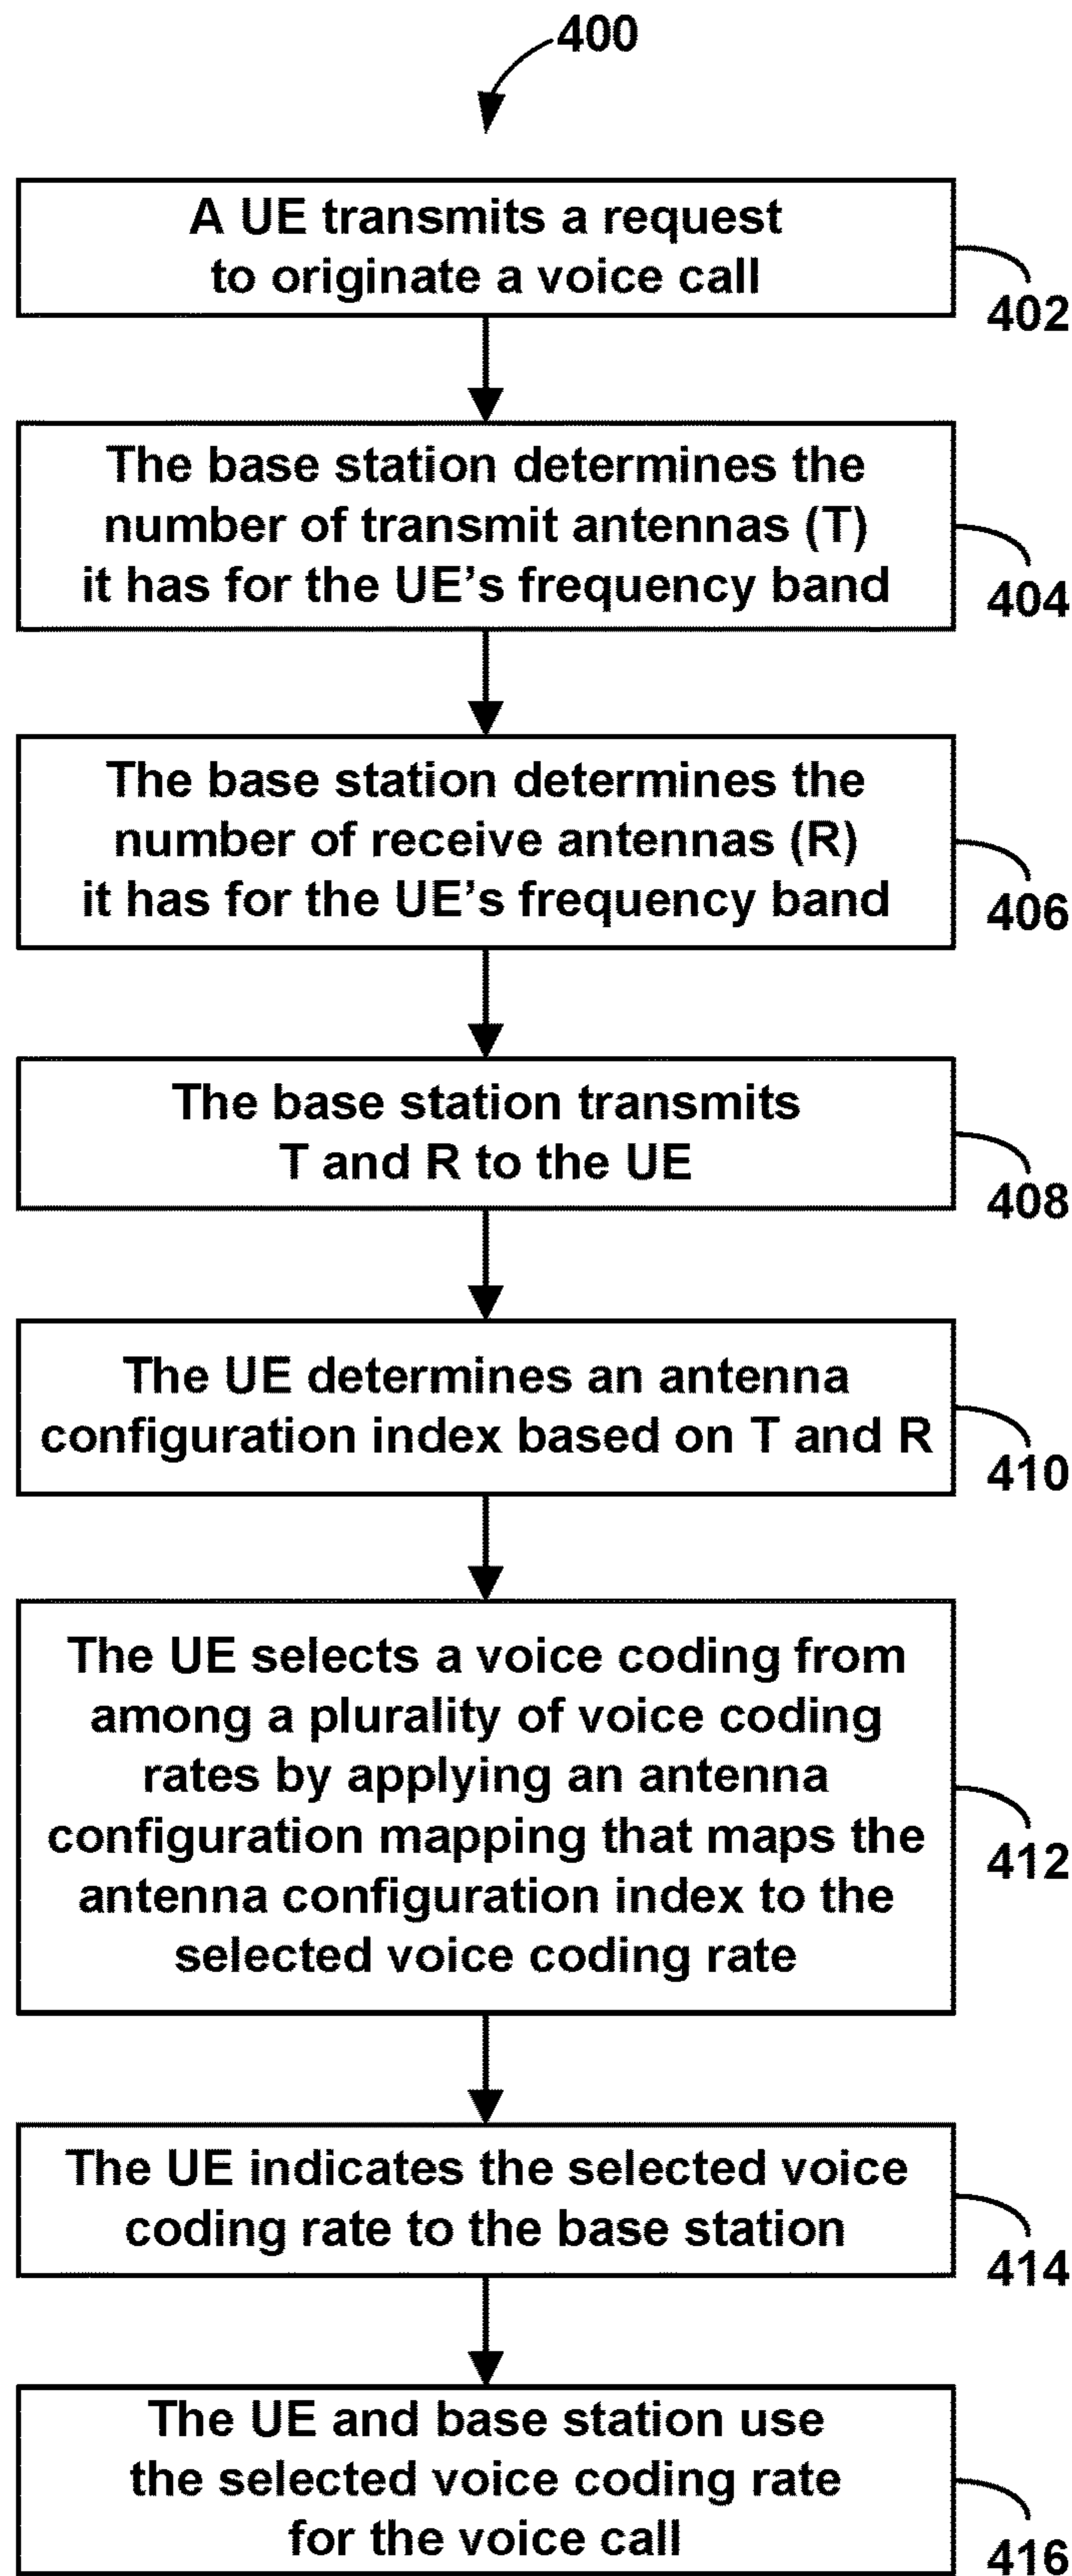 400
A UE transmits a request
to originate a voice call
402
The base station determines the
number of transmit antennas (T)
it has for the UE’s frequency band
404
The base station determines the
number of receive antennas (R)
it has for the UE’s frequency band
406
The base station transmits
T and R to the UE
408
The UE determines an antenna
configuration index based on T and R
410
The UE selects a voice coding from
among a plurality of voice coding
rates by applying an antenna
configuration mapping that maps the
antenna configuration index to the
selected voice coding rate
412
The UE indicates the selected voice
coding rate to the base station
414
The UE and base station use
the selected voice coding rate
for the voice call
416